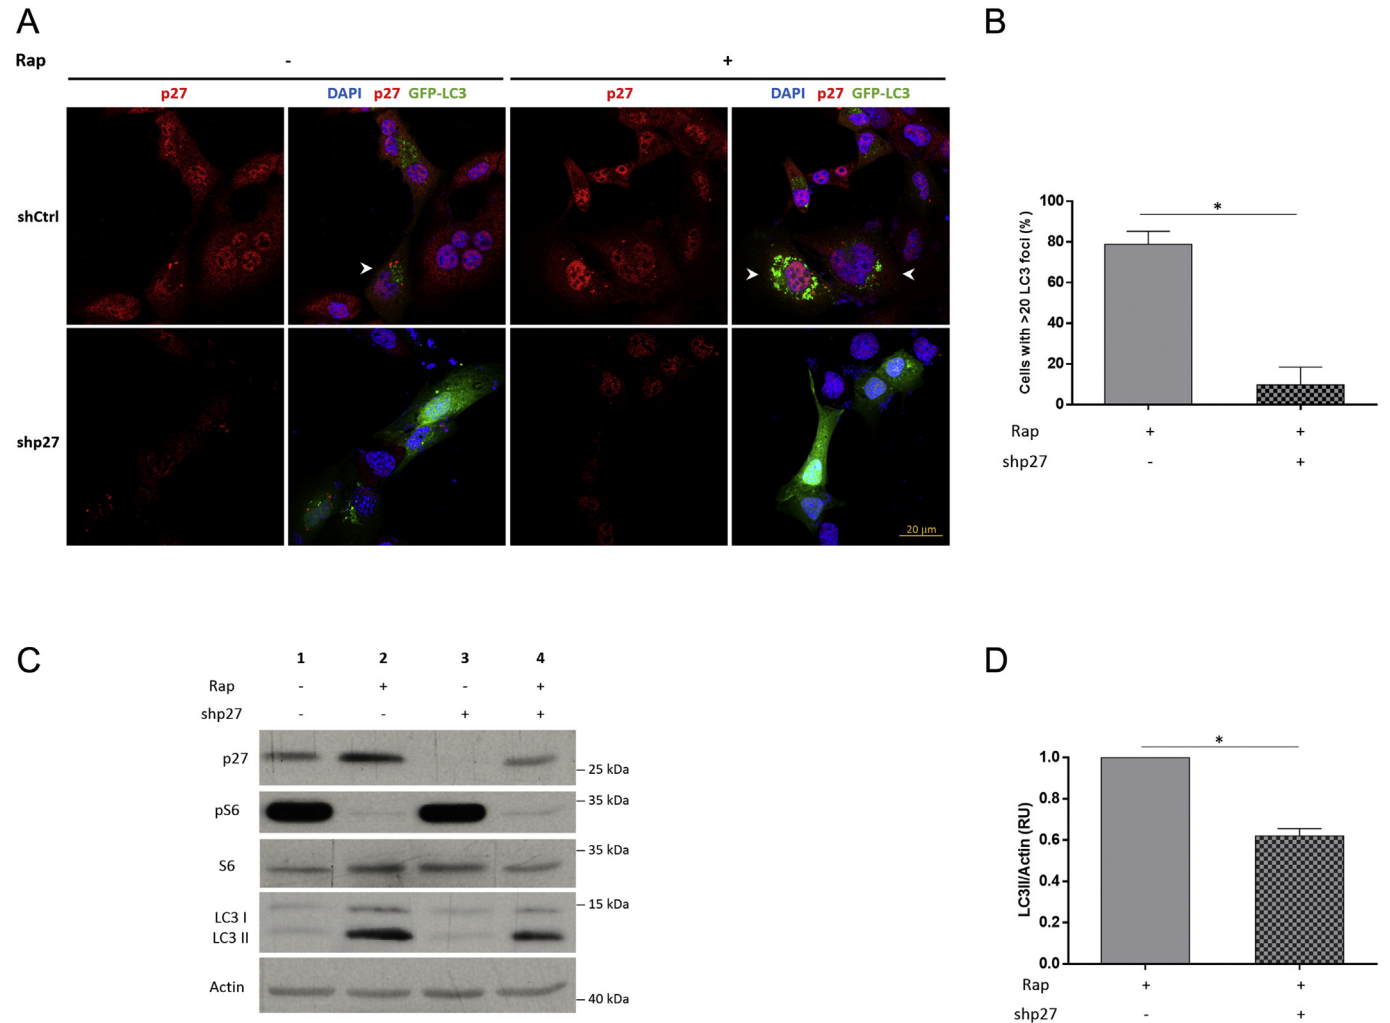 A
Rap - +
p27 DAPI p27 GFP-LC3 p27 DAPI p27 GFP-LC3
shCtrl
shp27
20 µm
B
Cells with >20 LC3 foci (%)
100
80
60
40
20
0
*
Rap + +
shp27 - +
C
1 2 3 4
Rap - + - +
shp27 - - + +
p27
25 kDa
pS6
35 kDa
S6
35 kDa
LC3 I
15 kDa
LC3 II
Actin
40 kDa
D
LC3II/Actin (RU)
1.0
0.8
0.6
0.4
0.2
0.0
*
Rap + +
shp27 - +